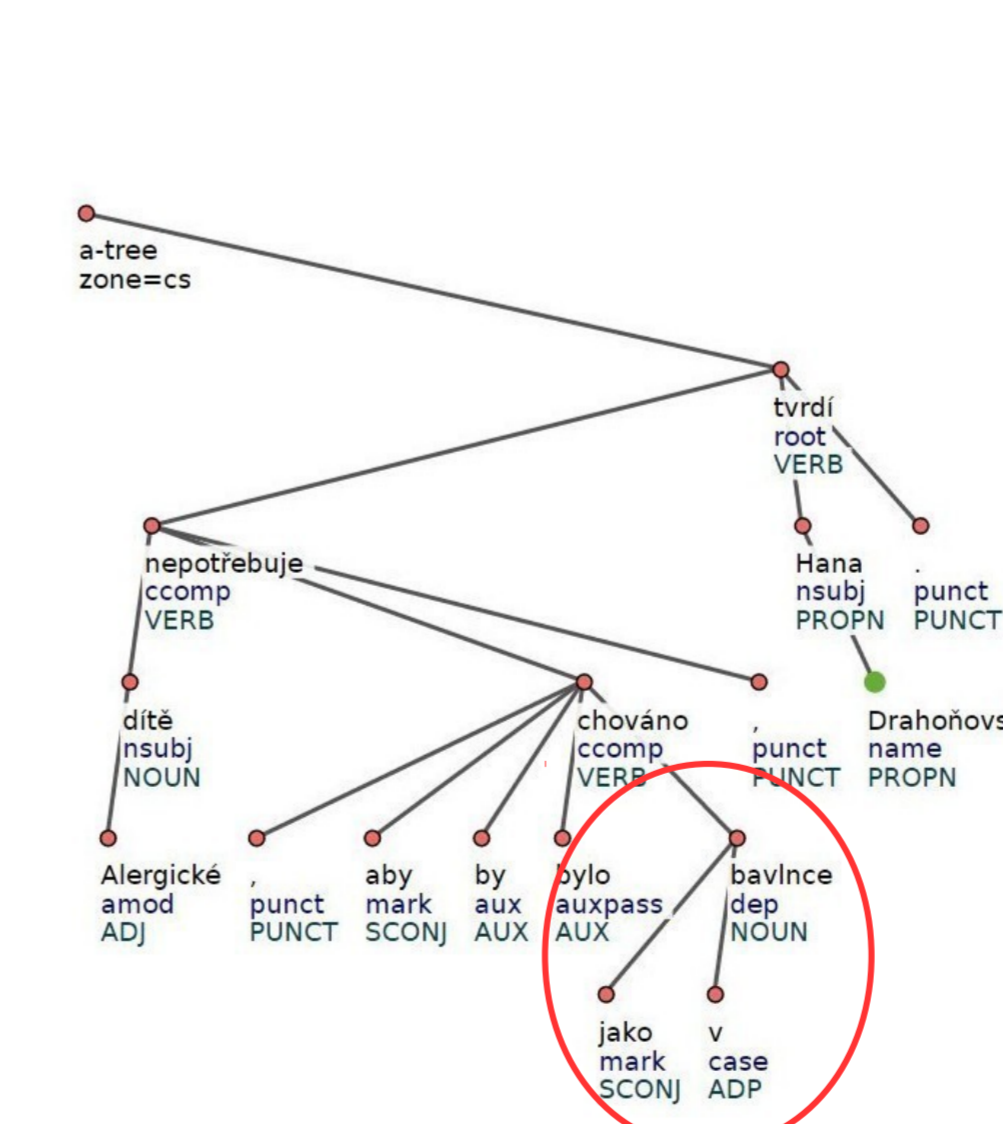 a-tree
zone=cs
tvrdí
root
VERB
nepotřebuje
ccomp
VERB
Hana
nsubj
PROPN
.
punct
PUNCT
dítě
nsubj
NOUN
chováno
ccomp
VERB
,
punct
PUNCT
Drahoňovs
name
PROPN
Alergické
amod
ADJ
,
punct
PUNCT
aby
mark
SCONJ
by
aux
AUX
bylo
auxpass
AUX
bavlnce
dep
NOUN
jako
mark
SCONJ
v
case
ADP